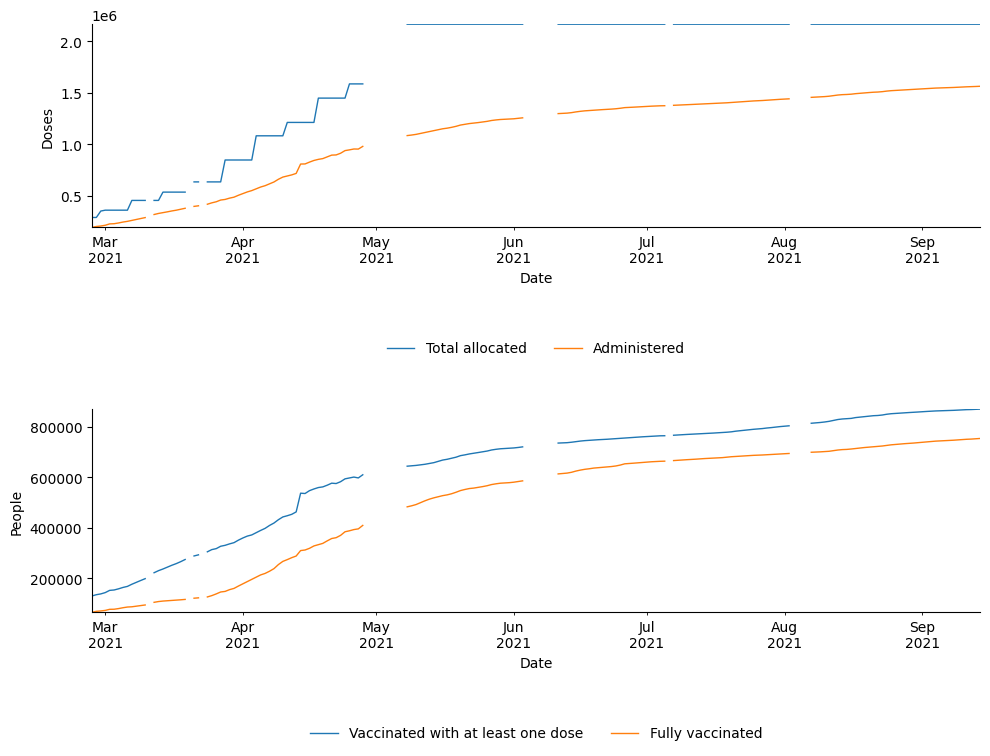 1e6
2.0
1.5
1.0
0.5
Doses
Mar Apr May Jun Jul Aug Sep
2021 2021 2021 2021 2021 2021 2021
Date
Total allocated Administered
800000
600000
400000
200000
People
Mar Apr May Jun Jul Aug Sep
2021 2021 2021 2021 2021 2021 2021
Date
Vaccinated with at least one dose Fully vaccinated